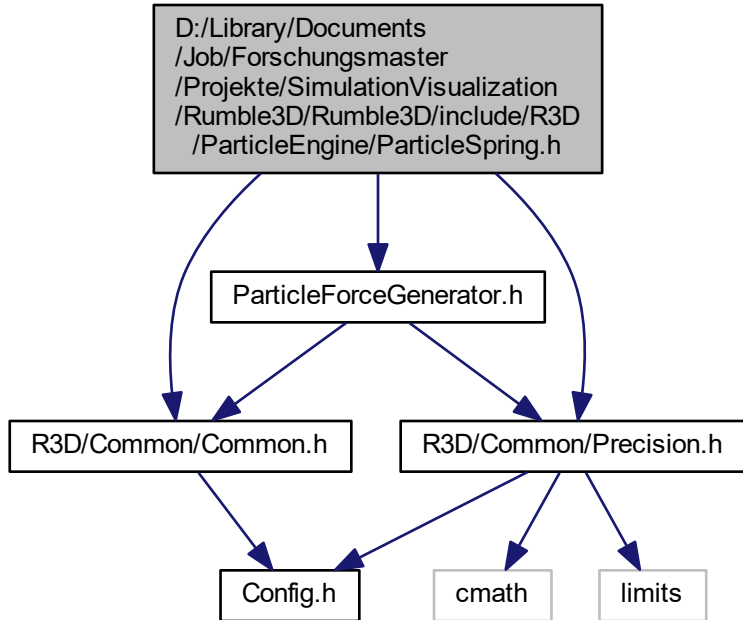 D:/Library/Documents
/Job/Forschungsmaster
/Projekte/SimulationVisualization
/Rumble3D/Rumble3D/include/R3D
/ParticleEngine/ParticleSpring.h
ParticleForceGenerator.h
R3D/Common/Common.h
R3D/Common/Precision.h
Config.h
cmath
limits